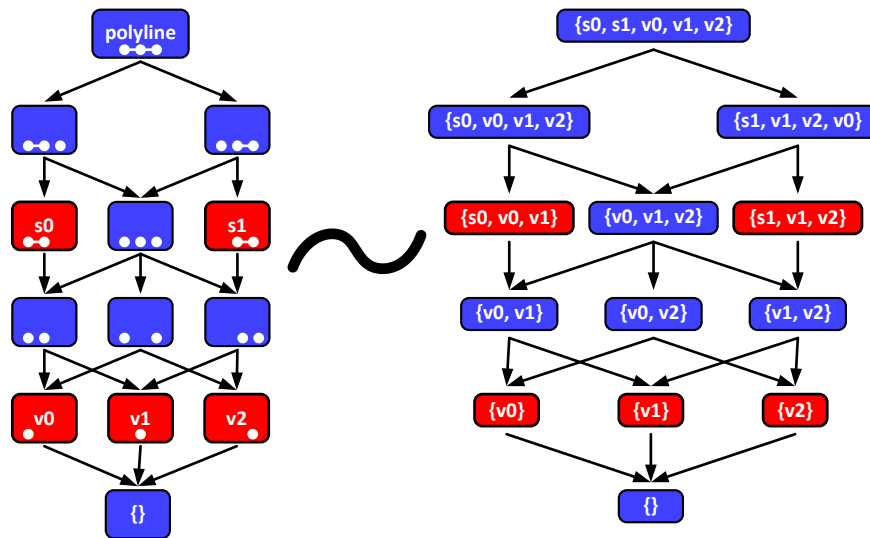 polyline
s0
s1
v0
v1
v2
{}
{s0, s1, v0, v1, v2}
{s0, v0, v1, v2}
{s1, v1, v2, v0}
{s0, v0, v1}
{v0, v1, v2}
{s1, v1, v2}
{v0, v1}
{v0, v2}
{v1, v2}
{v0}
{v1}
{v2}
{}